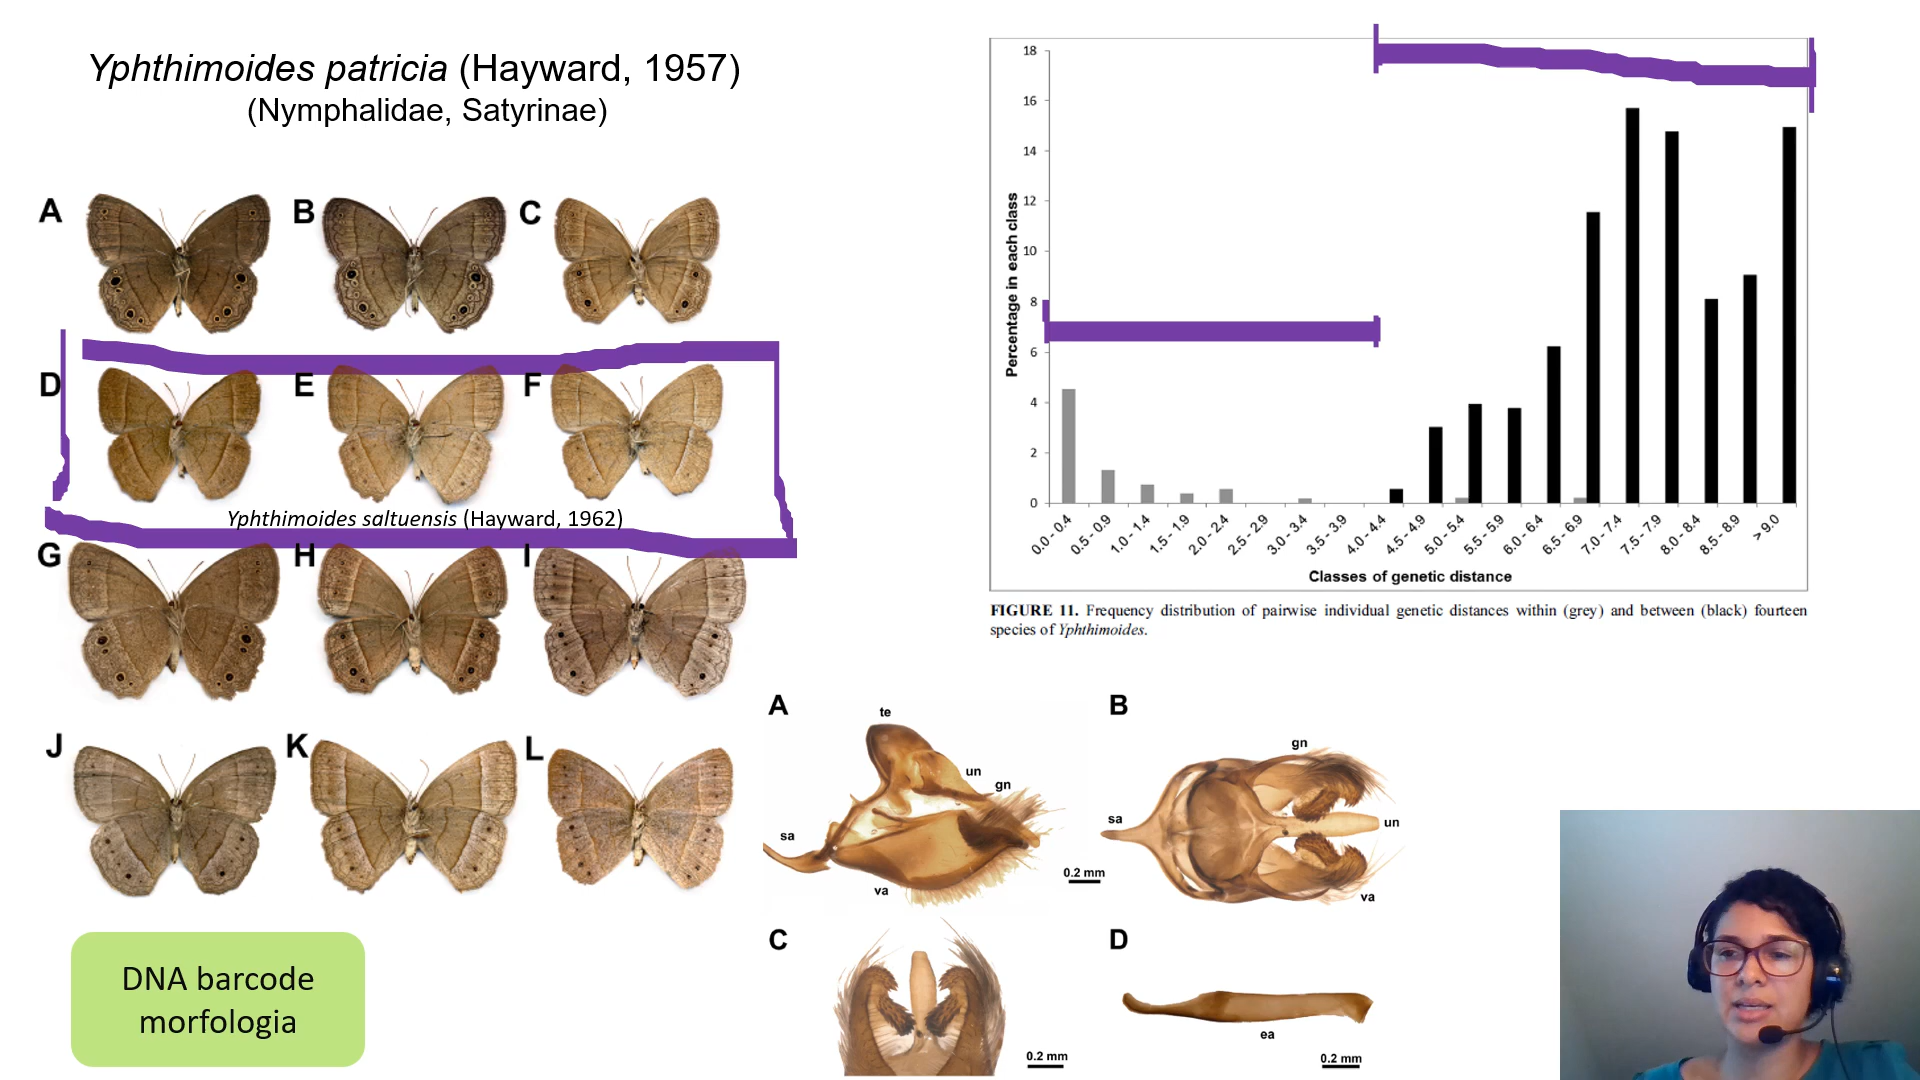 Yphthimoides patricia (Hayward, 1957)
(Nymphalidae, Satyrinae)
A
B
C
D
E
F
Yphthimoides saltuensis (Hayward, 1962)
G
H
I
J
K
L
DNA barcode
morfologia
18
16
14
12
10
8
6
4
2
0
Percentage in each class
0.0 - 0.4
0.5 - 0.9
1.0 - 1.4
1.5 - 1.9
2.0 - 2.4
2.5 - 2.9
3.0 - 3.4
3.5 - 3.9
4.0 - 4.4
4.5 - 4.9
5.0 - 5.4
5.5 - 5.9
6.0 - 6.4
6.5 - 6.9
7.0 - 7.4
7.5 - 7.9
8.0 - 8.4
8.5 - 8.9
> 9.0
Classes of genetic distance
FIGURE 11. Frequency distribution of pairwise individual genetic distances within (grey) and between (black) fourteen
species of Yphthimoides.
A
te
un
gn
sa
va
0.2 mm
B
gn
sa
un
va
C
0.2 mm
D
ea
0.2 mm